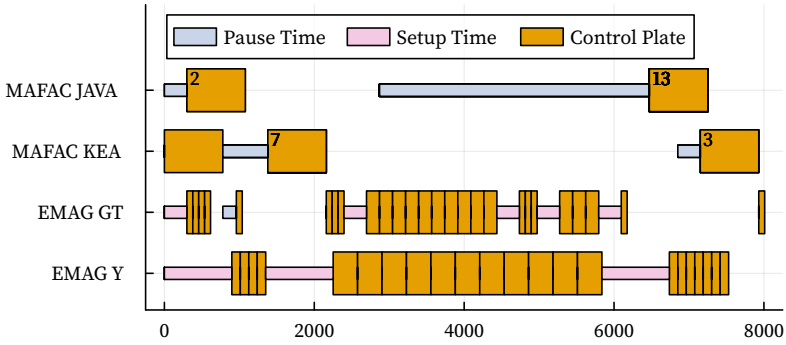 Pause Time Setup Time Control Plate
MAFAC JAVA 2 13
MAFAC KEA 7 3
EMAG GT
EMAG Y
0 2000 4000 6000 8000